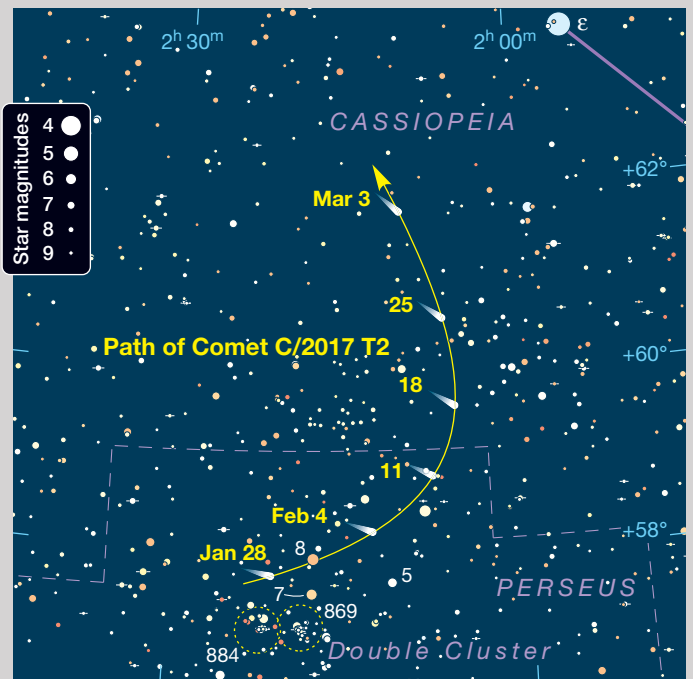 2h 30m
2h 00m
ε
CASSIOPEIA
Star magnitudes
4
5
6
7
8
9
+62°
Mar 3
25
Path of Comet C/2017 T2
+60°
18
11
Feb 4
+58°
Jan 28
8
5
7
PERSEUS
869
884
Double Cluster